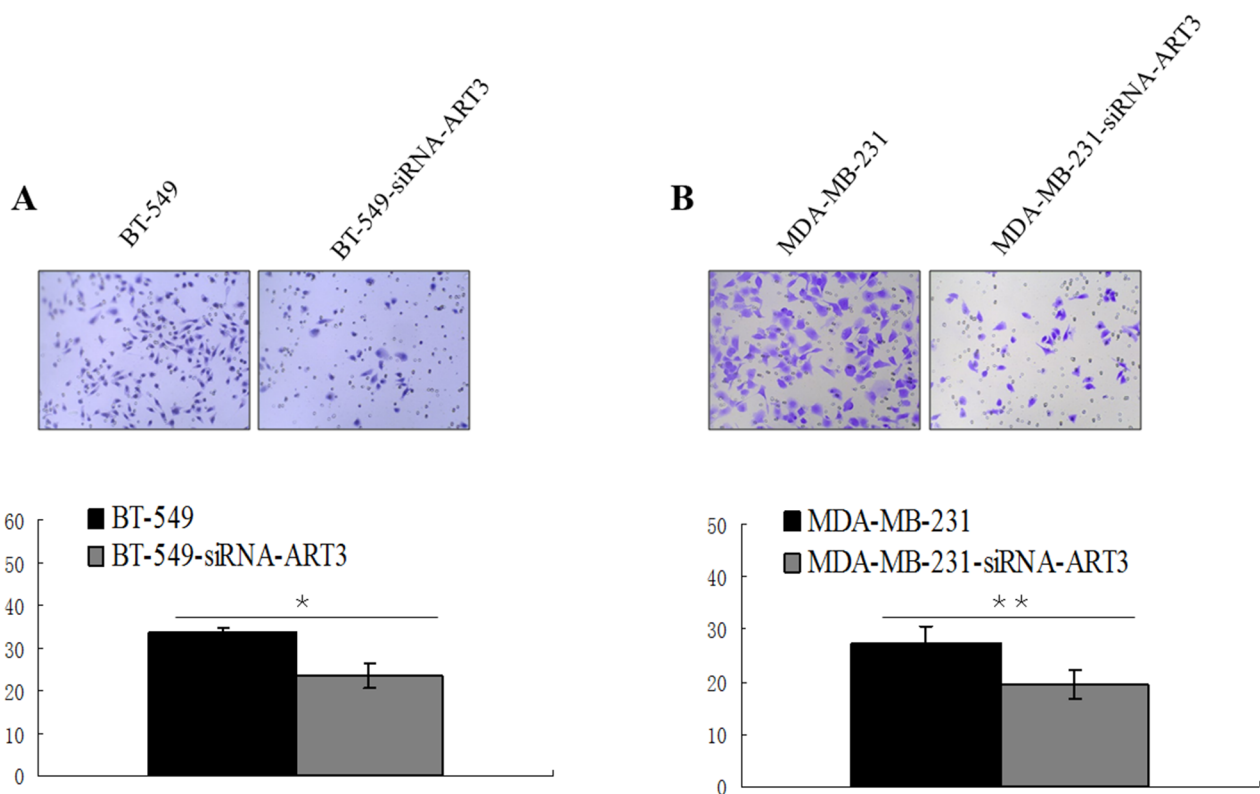 A
BT-549
BT-549-siRNA-ART3
B
MDA-MB-231
MDA-MB-231-siRNA-ART3
BT-549
BT-549-siRNA-ART3
*
60
50
40
30
20
10
0
MDA-MB-231
MDA-MB-231-siRNA-ART3
**
50
40
30
20
10
0